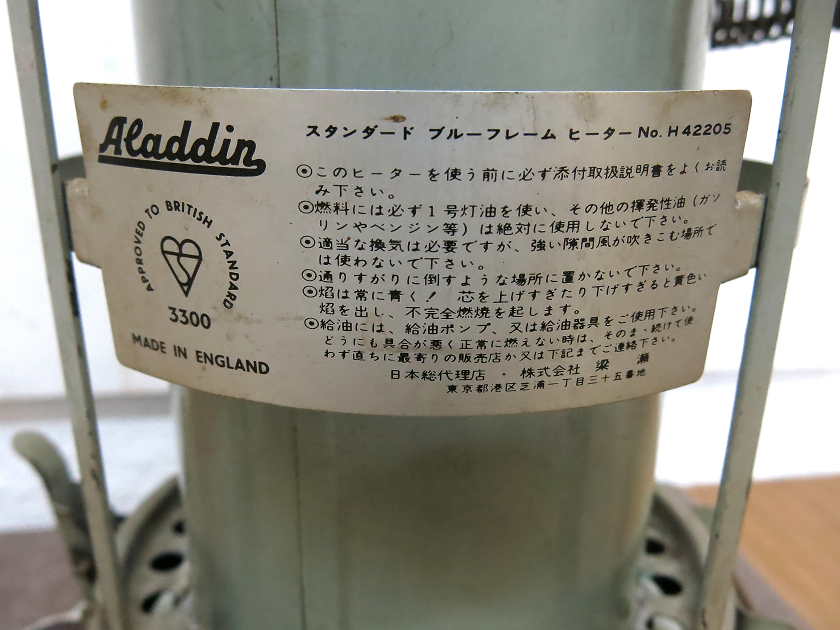 Aladdin
スタンダード ブルーフレーム ヒーター No. H42205
⦿このヒーターを使う前に必ず添付取扱説明書をよくお読
み下さい。
⦿燃料には必ず1号灯油を使い、その他の揮発性油（ガソ
リンやベンジン等）は絶対に使用しないで下さい。
⦿適当な換気は必要ですが、強い隙間風が吹きこむ場所で
は使わないで下さい。
⦿通りすがりに倒すような場所に置かないで下さい。
⦿焰は常に青く！ 芯を上げすぎたり下げすぎると黄色い
焰を出し、不完全燃焼を起します。
⦿給油には、給油ポンプ、又は給油器具をご使用下さい。
どうにも具合が悪く正常に燃えない時は、そのまゝ続けて使
わず直ちに最寄りの販売店か又は下記までご連絡下さい。
日本総代理店 ・ 株式会社 梁 瀬
東京都港区芝浦一丁目三十五番地
APPROVED TO BRITISH STANDARD
3300
MADE IN ENGLAND